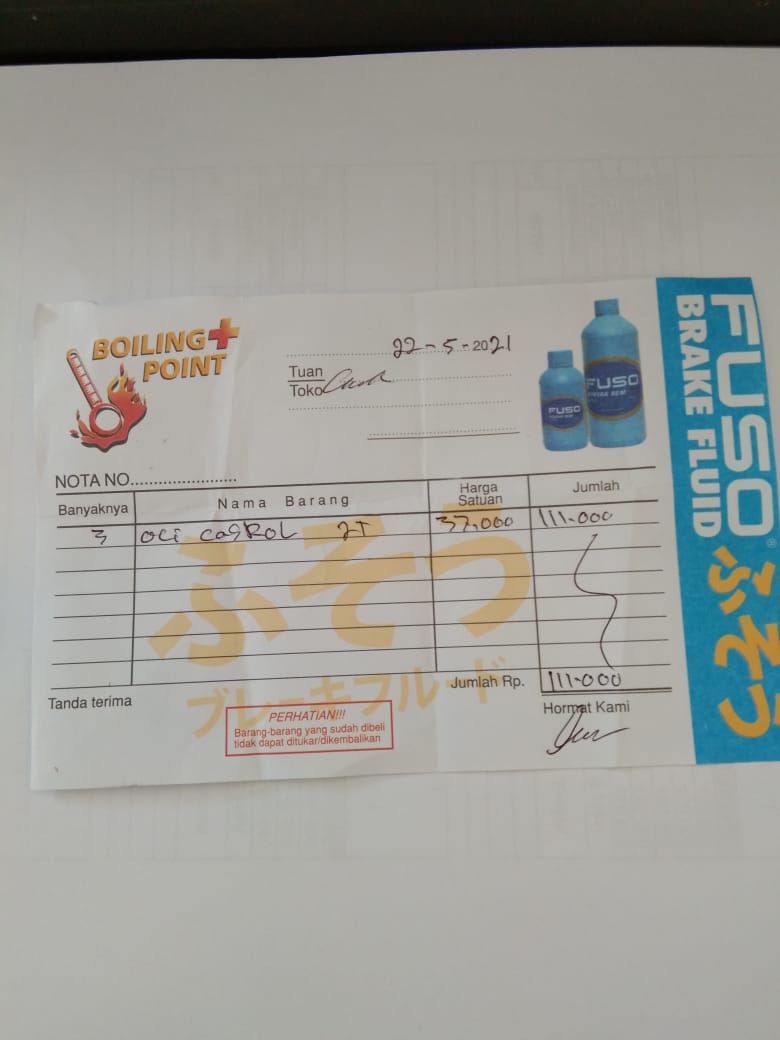 BOILING+
POINT
22-5-2021
Tuan
Toko
FUSO
FUSO
MINYAK REM
FUSO
BRAKE FLUID
ふそう
NOTA NO..........................
Banyaknya Nama Barang Harga Satuan Jumlah
3 OLi CasRoL 2T 37.000 111.000
ふそう
ブレーキフルード
Jumlah Rp. 111.000
Tanda terima
Hormat Kami
PERHATIAN!!!
Barang-barang yang sudah dibeli
tidak dapat ditukar/dikembalikan